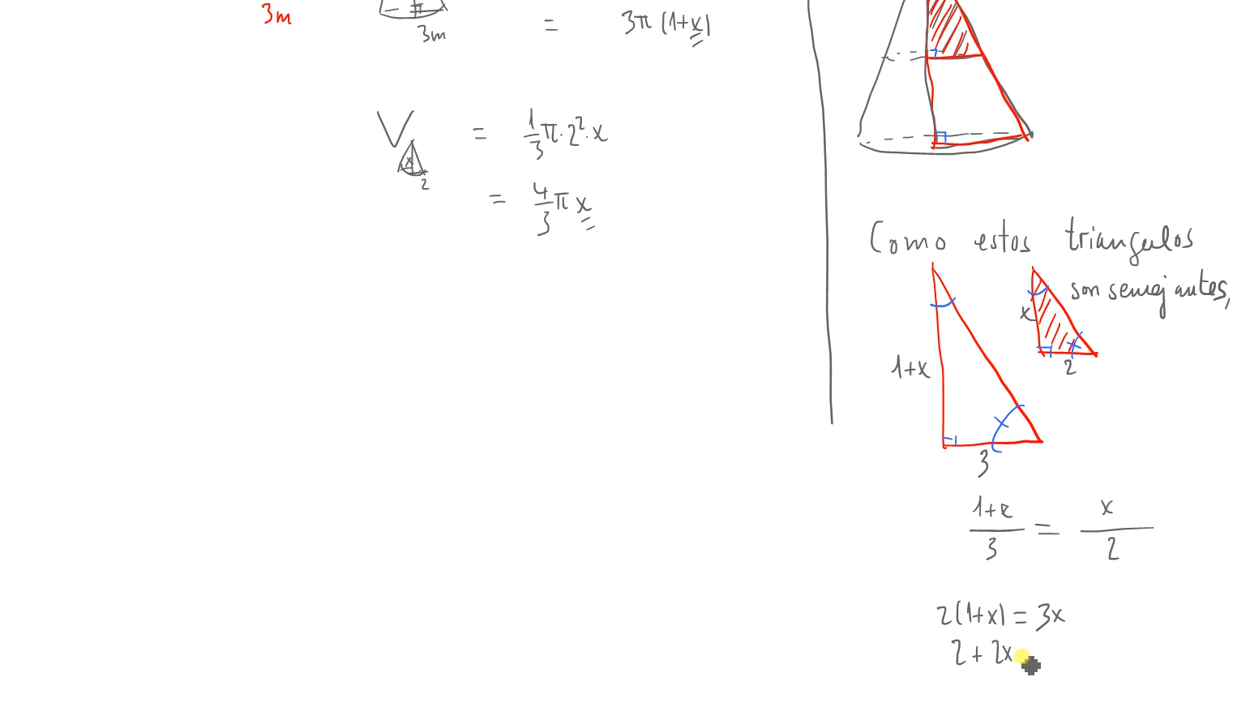 3m
3m
= 3π (1+x)
V 2 = 1/3 π · 2² · x
= 4/3 π x
Como estos triangulos
son semejantes,
x
2
1+x
3
1+x/3 = x/2
2(1+x) = 3x
2 + 2x